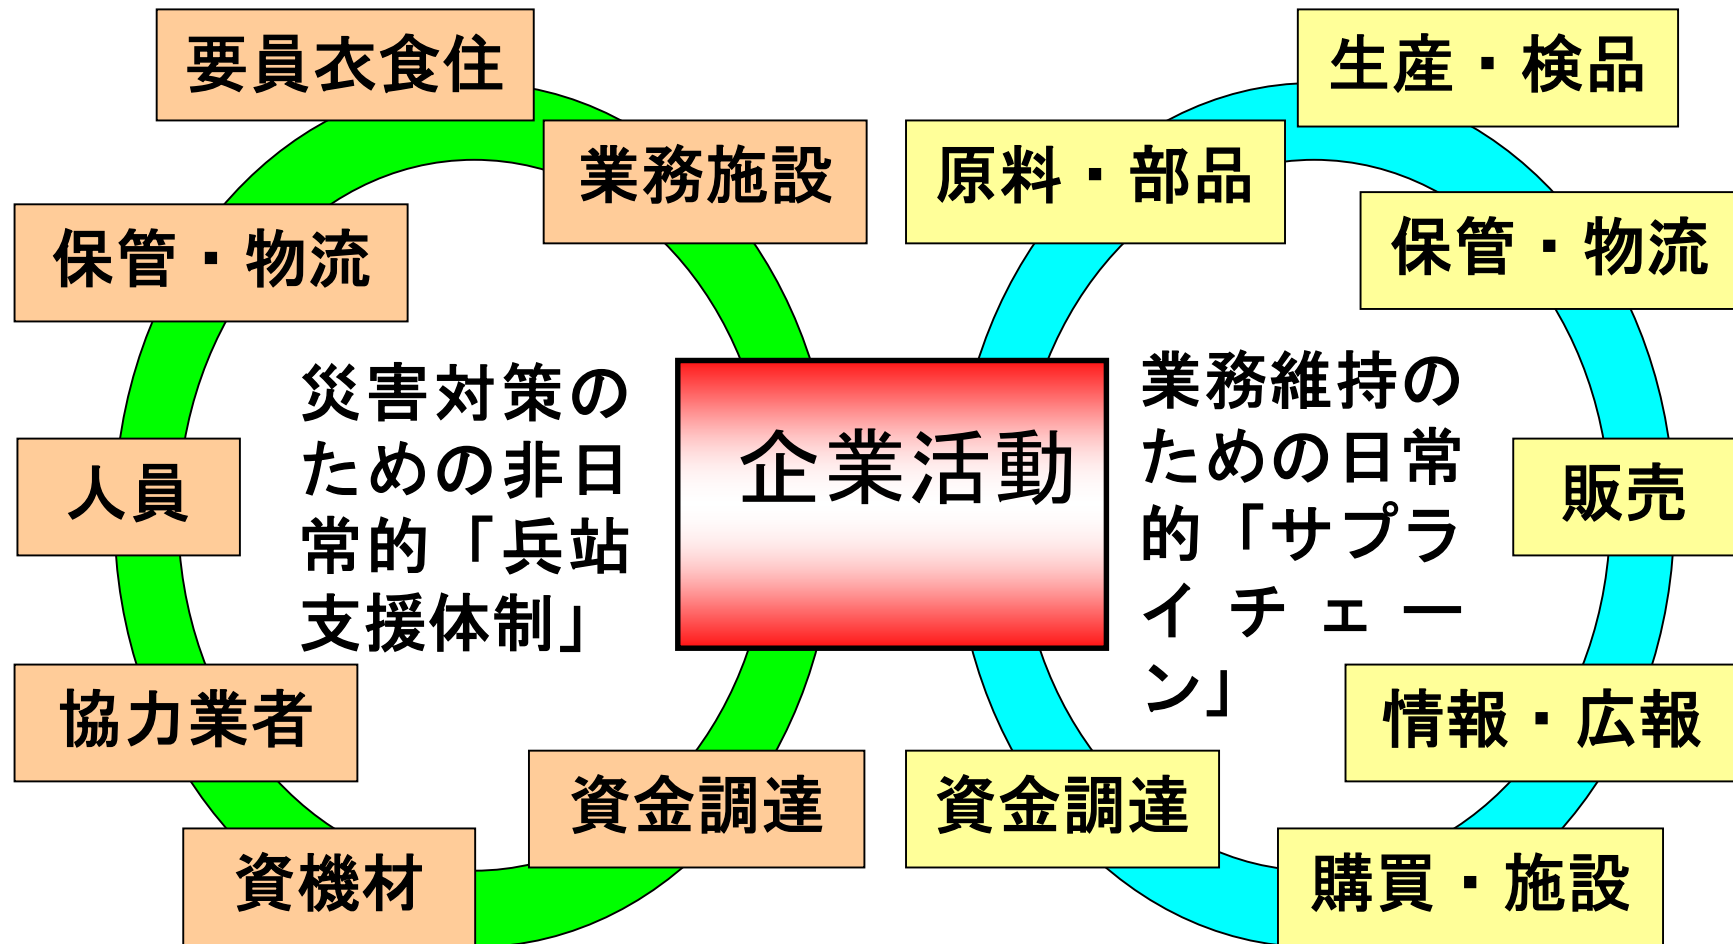 要員衣食住
業務施設
保管・物流
人員
協力業者
資機材
資金調達
災害対策の
ための非日
常的「兵站
支援体制」
企業活動
業務維持の
ための日常
的「サプラ
イチェー
ン」
生産・検品
原料・部品
保管・物流
販売
情報・広報
購買・施設
資金調達